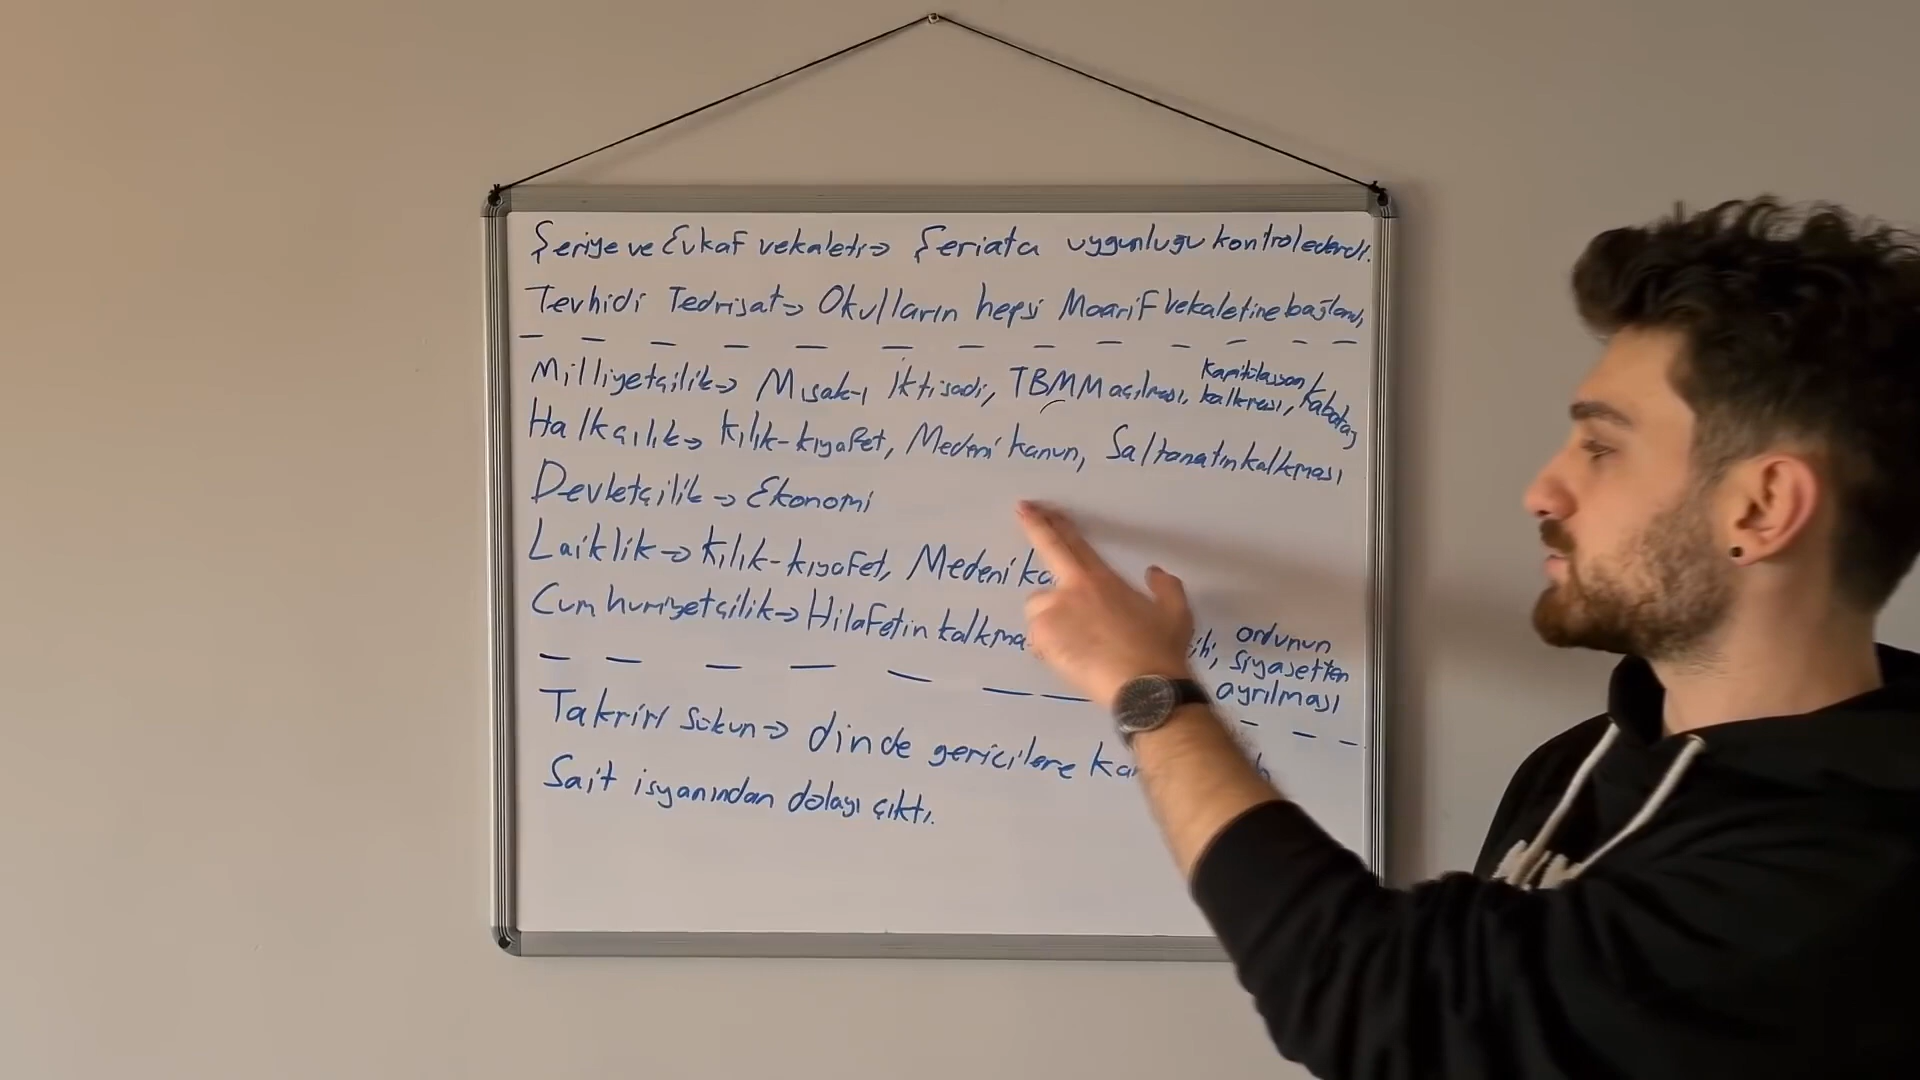 Şeriye ve Evkaf vekaleti → Şeriata uygunluğu kontrol ederdi.
Tevhidi Tedrisat → Okulların hepsi Maarif vekaletine bağlandı,
Milliyetçilik → Misak-ı İktisadi, TBMM açılması, kapitülasyon kalkması, kabotaj
Halkçılık → kılık-kıyafet, Medeni kanun, Saltanatın kalkması
Devletçilik → Ekonomi
Laiklik → kılık-kıyafet, Medeni
Cumhuriyetçilik → Hilafetin ordunun siyasetten ayrılması
Takriri sükun → dinde gericilere
Sait isyanından dolayı çıktı.